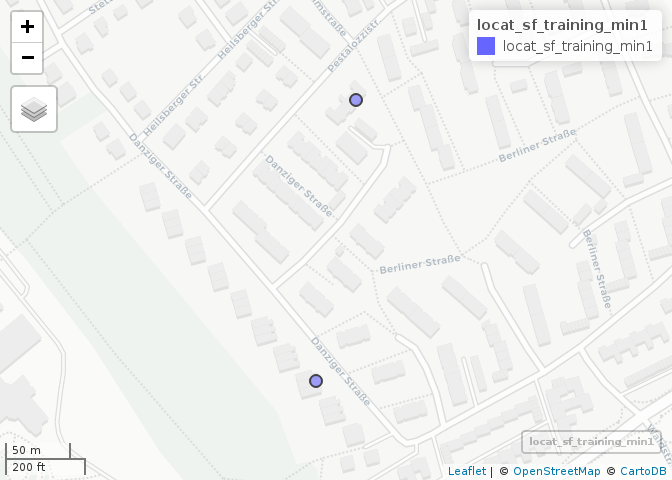 +
−
Heilsberger Straße
Pestalozzistr.
locat_sf_training_min1
locat_sf_training_min1
Heilsberger Str.
Danziger Straße
Berliner Straße
Danziger Straße
Berliner Straße
Berliner Straße
Danziger Straße
locat_sf_training_min1
50 m
200 ft
Leaflet | © OpenStreetMap © CartoDB